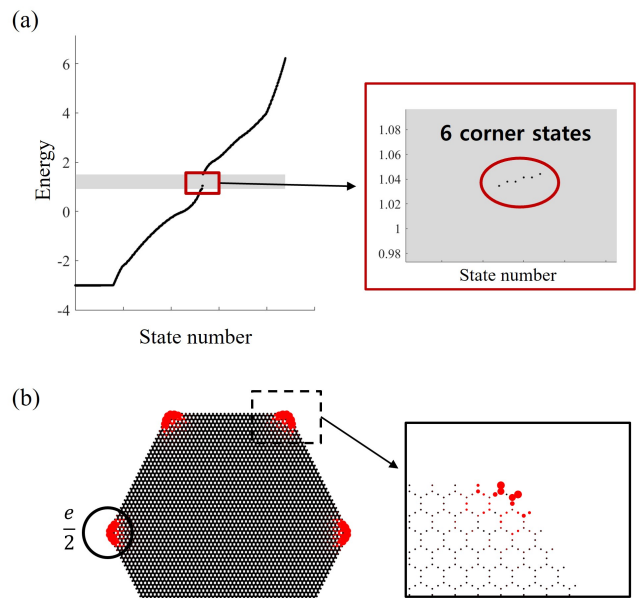 (a)
6
4
2
0
-2
-4
Energy
State number
6 corner states
1.08
1.06
1.04
1.02
1
0.98
State number
(b)
e
2